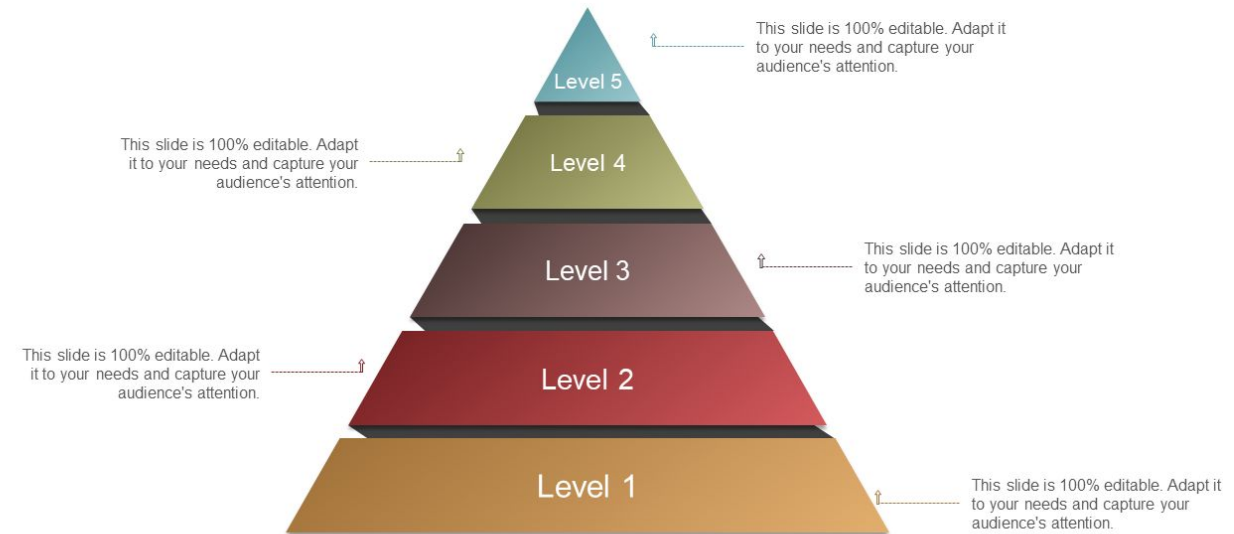 This slide is 100% editable. Adapt it
to your needs and capture your
audience's attention.
Level 5
This slide is 100% editable. Adapt
it to your needs and capture your
audience's attention.
Level 4
This slide is 100% editable. Adapt it
to your needs and capture your
audience's attention.
Level 3
This slide is 100% editable. Adapt
it to your needs and capture your
audience's attention.
Level 2
Level 1
This slide is 100% editable. Adapt it
to your needs and capture your
audience's attention.